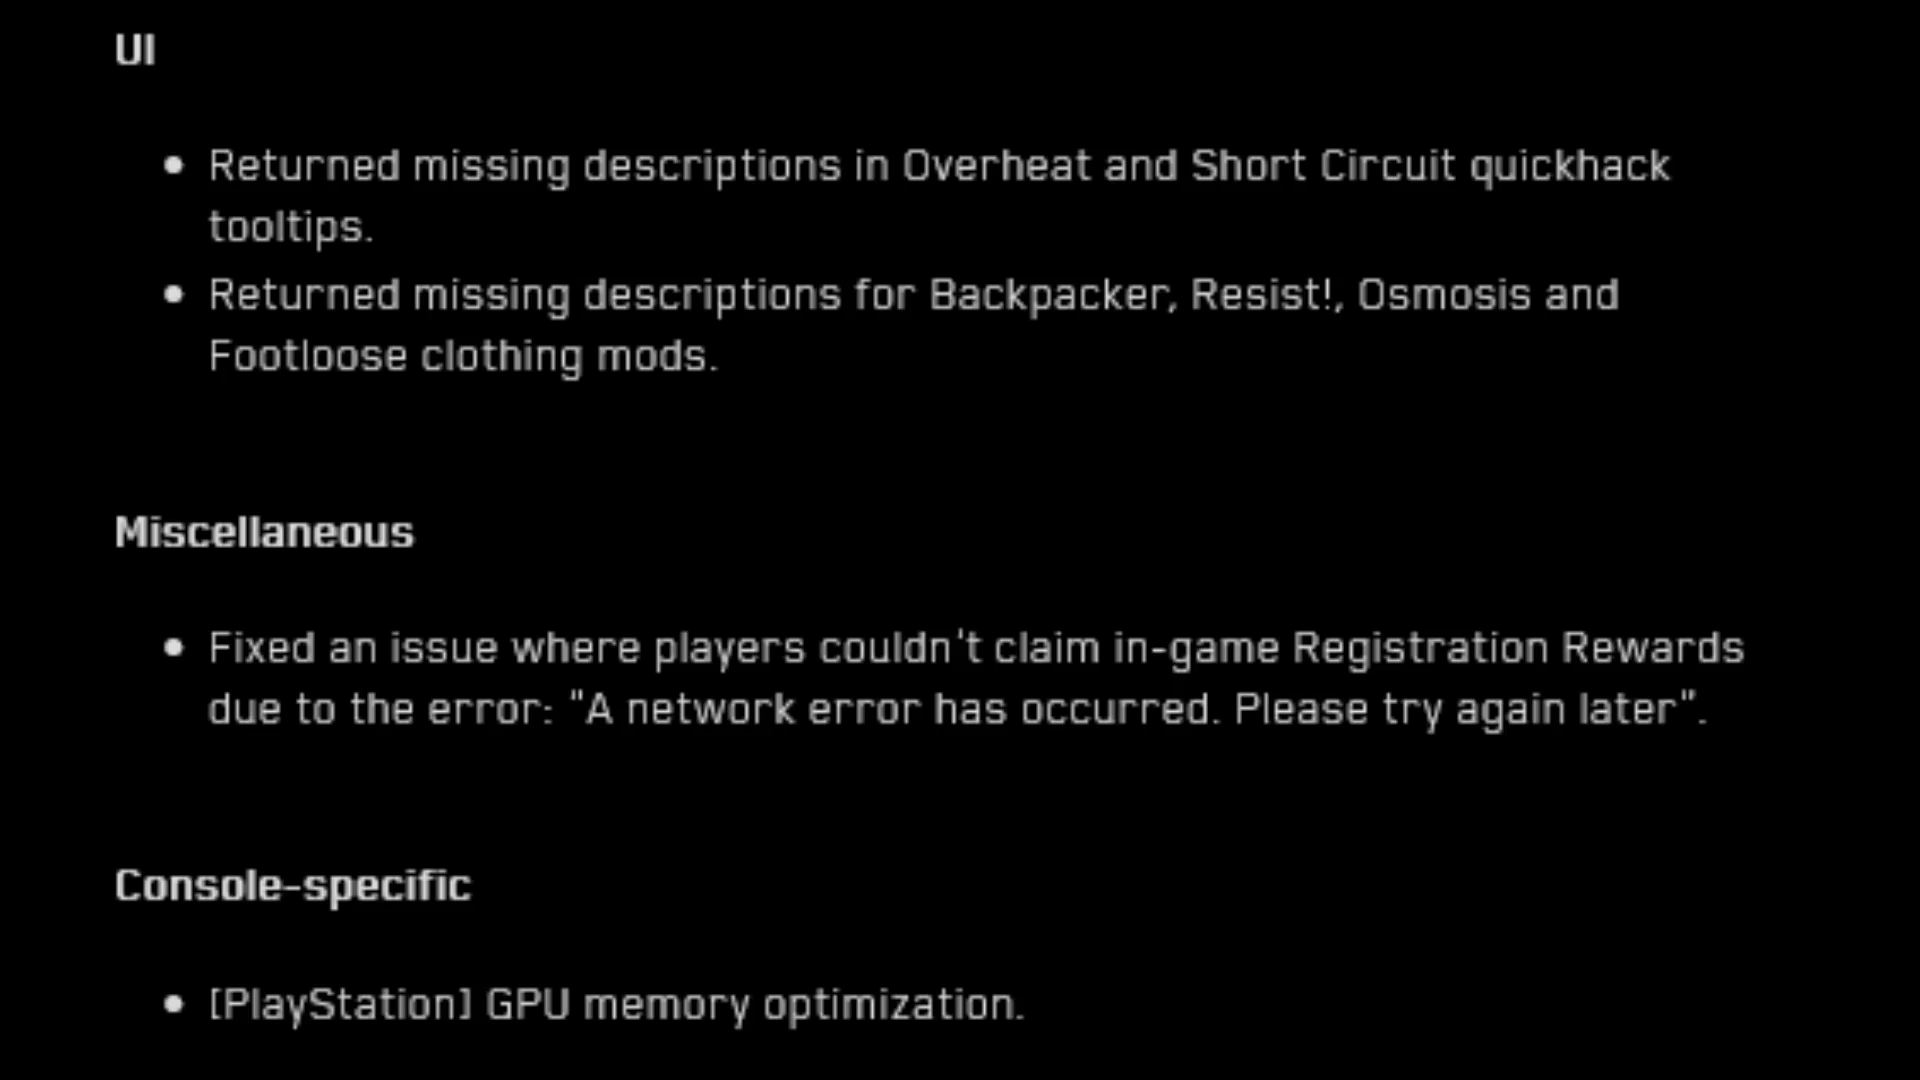 UI
• Returned missing descriptions in Overheat and Short Circuit quickhack
tooltips.
• Returned missing descriptions for Backpacker, Resist!, Osmosis and
Footloose clothing mods.
Miscellaneous
• Fixed an issue where players couldn't claim in-game Registration Rewards
due to the error: "A network error has occurred. Please try again later".
Console-specific
• [PlayStation] GPU memory optimization.